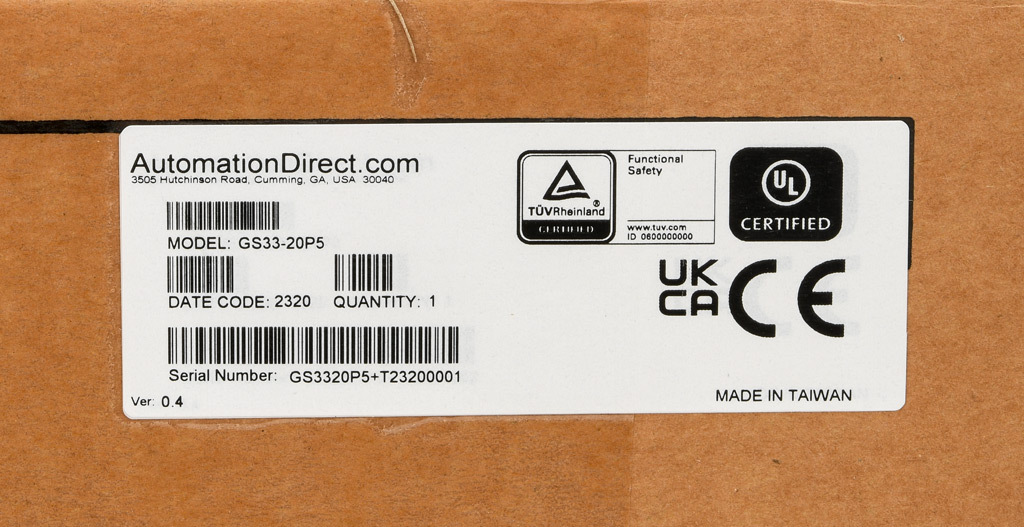 AutomationDirect.com
3505 Hutchinson Road, Cumming, GA, USA 30040
MODEL: GS33-20P5
DATE CODE: 2320 QUANTITY: 1
Serial Number: GS3320P5+T23200001
Ver: 0.4
TÜVRheinland®
CERTIFIED
Functional
Safety
www.tuv.com
ID 0600000000
UL
CERTIFIED
UK
CA
CE
MADE IN TAIWAN